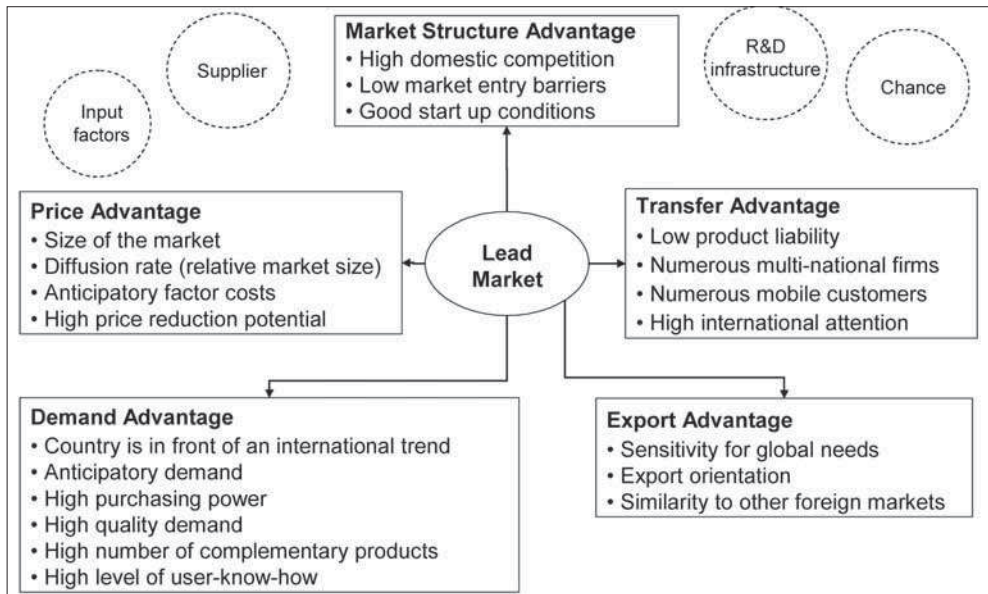 Market Structure Advantage
• High domestic competition
• Low market entry barriers
• Good start up conditions
Supplier
R&D
infrastructure
Chance
Input
factors
Price Advantage
• Size of the market
• Diffusion rate (relative market size)
• Anticipatory factor costs
• High price reduction potential
Lead
Market
Transfer Advantage
• Low product liability
• Numerous multi-national firms
• Numerous mobile customers
• High international attention
Demand Advantage
• Country is in front of an international trend
• Anticipatory demand
• High purchasing power
• High quality demand
• High number of complementary products
• High level of user-know-how
Export Advantage
• Sensitivity for global needs
• Export orientation
• Similarity to other foreign markets